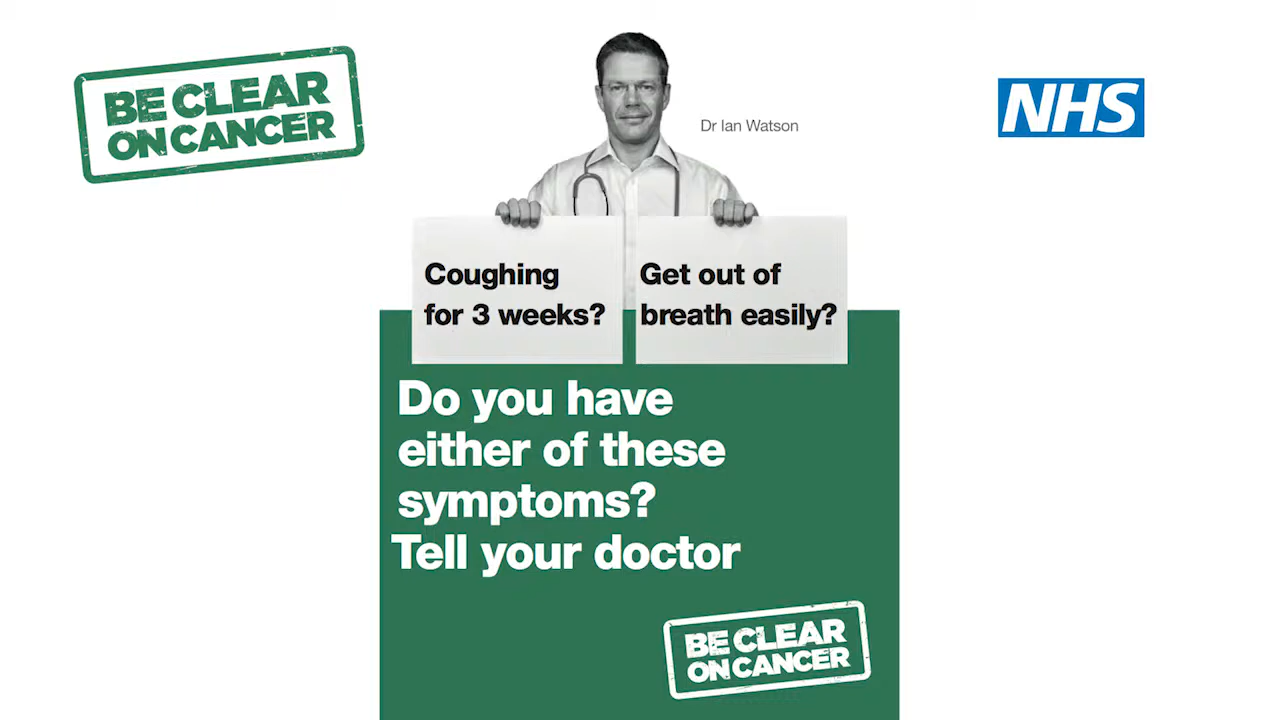 BE CLEAR
ON CANCER
Dr Ian Watson
NHS
Coughing
for 3 weeks?
Get out of
breath easily?
Do you have
either of these
symptoms?
Tell your doctor
BE CLEAR
ON CANCER